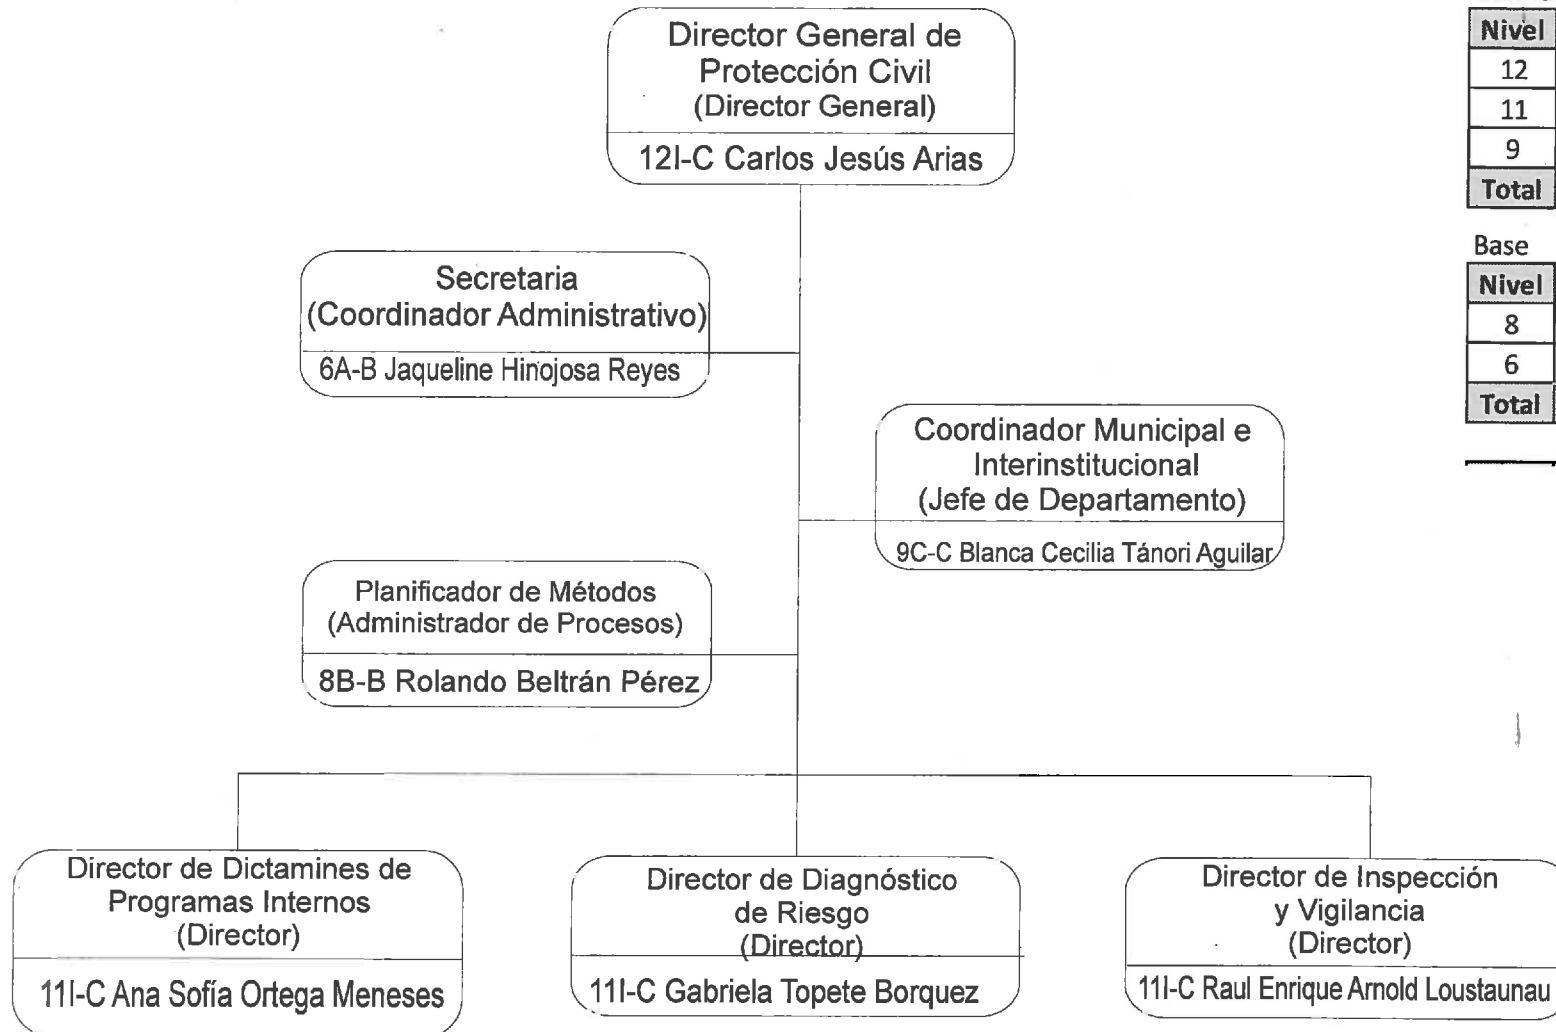 Director General de
Protección Civil
(Director General)
12I-C Carlos Jesús Arias
Secretaria
(Coordinador Administrativo)
6A-B Jaqueline Hinojosa Reyes
Coordinador Municipal e
Interinstitucional
(Jefe de Departamento)
9C-C Blanca Cecilia Tánori Aguilar
Planificador de Métodos
(Administrador de Procesos)
8B-B Rolando Beltrán Pérez
Director de Dictamines de
Programas Internos
(Director)
11I-C Ana Sofía Ortega Meneses
Director de Diagnóstico
de Riesgo
(Director)
11I-C Gabriela Topete Borquez
Director de Inspección
y Vigilancia
(Director)
11I-C Raul Enrique Arnold Loustaunau
Nivel
12
11
9
Total
Base
Nivel
8
6
Total